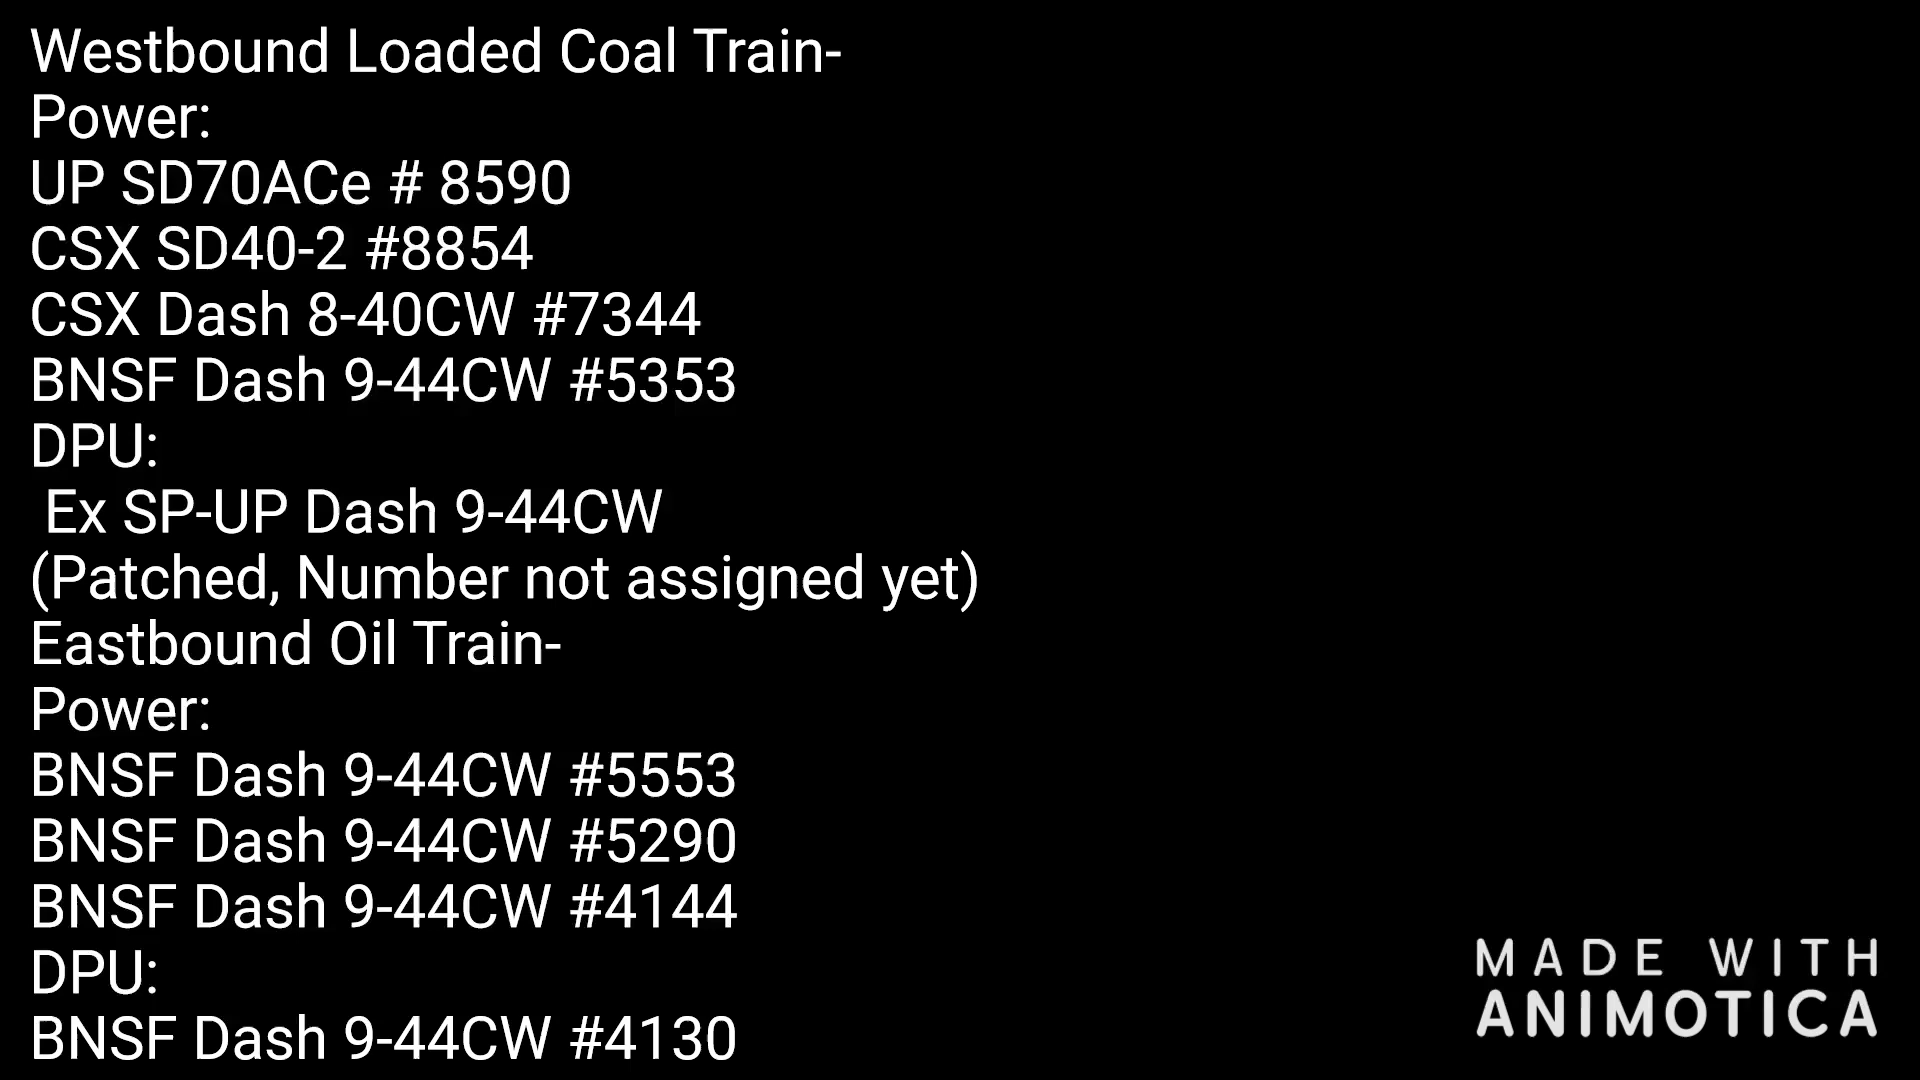 Westbound Loaded Coal Train-
Power:
UP SD70ACe # 8590
CSX SD40-2 #8854
CSX Dash 8-40CW #7344
BNSF Dash 9-44CW #5353
DPU:
Ex SP-UP Dash 9-44CW
(Patched, Number not assigned yet)
Eastbound Oil Train-
Power:
BNSF Dash 9-44CW #5553
BNSF Dash 9-44CW #5290
BNSF Dash 9-44CW #4144
DPU:
BNSF Dash 9-44CW #4130
MADE WITH
ANIMOTICA